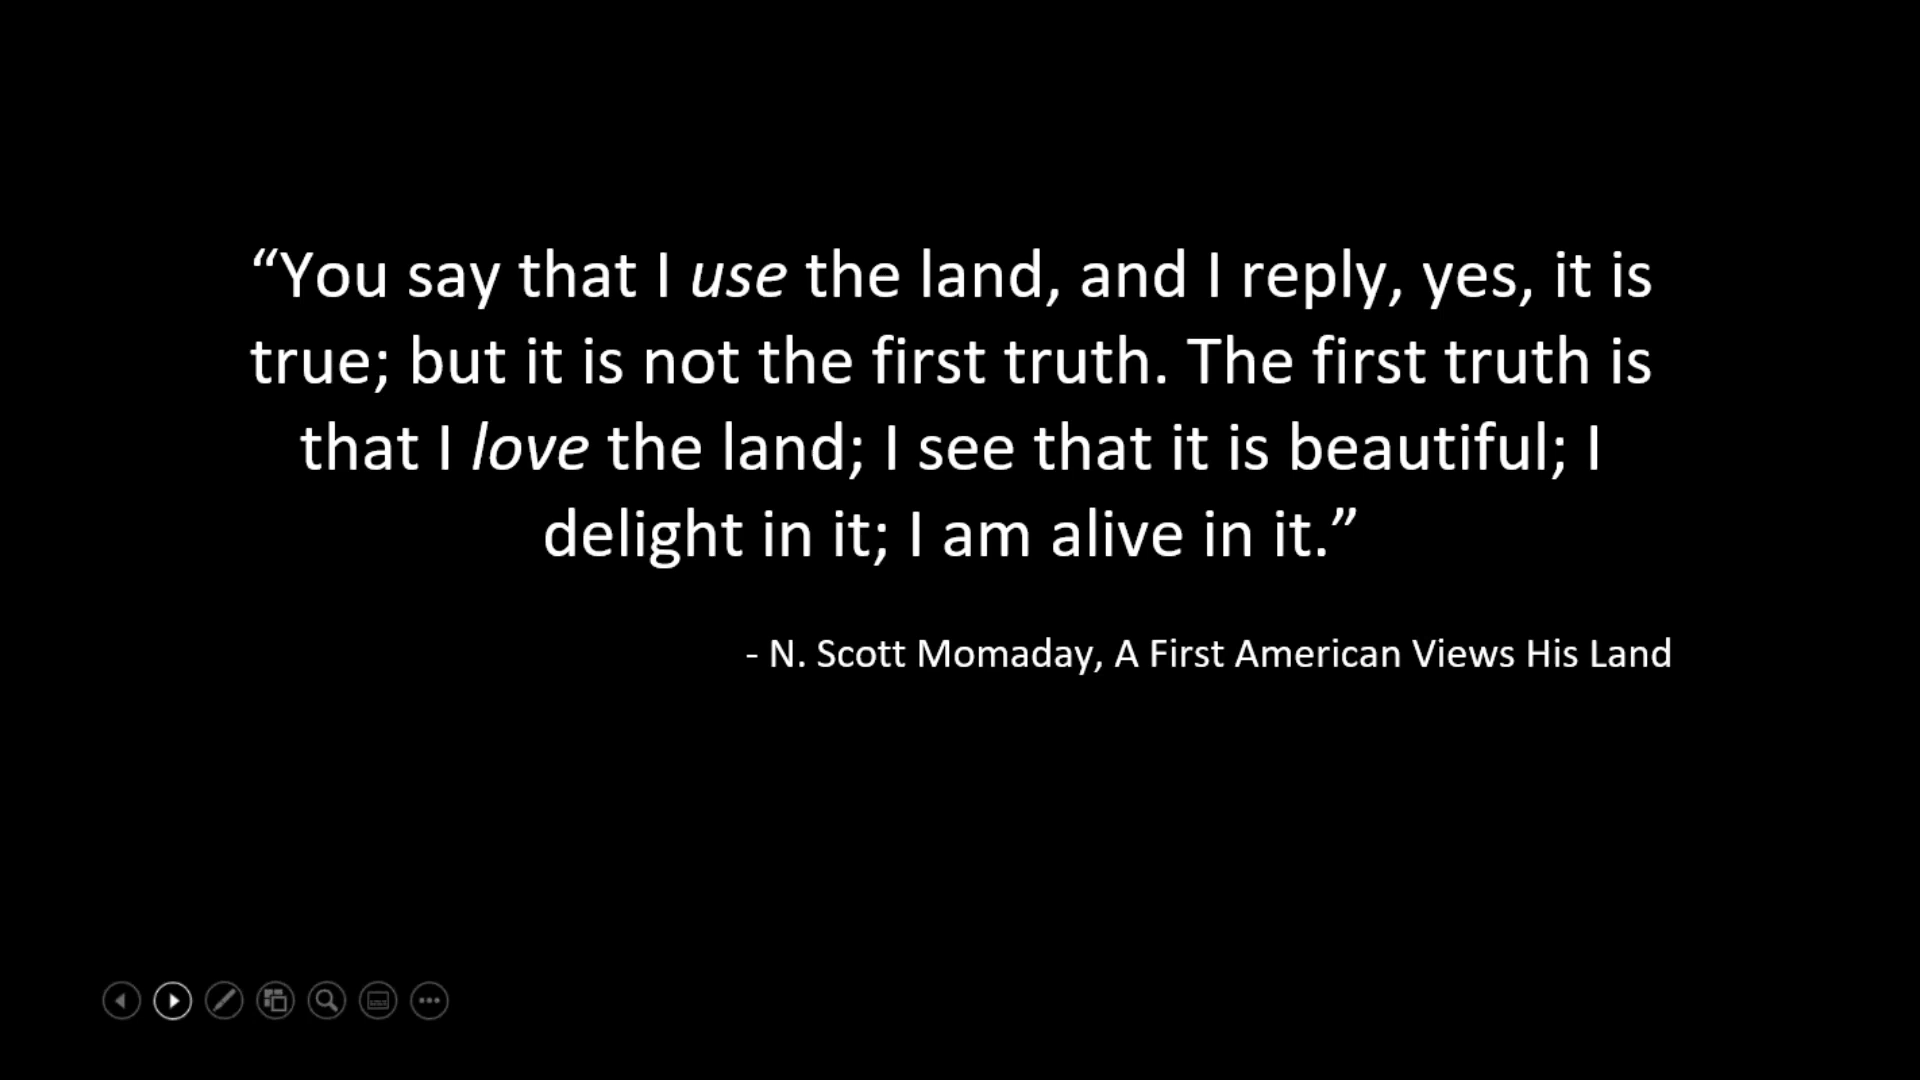 “You say that I use the land, and I reply, yes, it is
true; but it is not the first truth. The first truth is
that I love the land; I see that it is beautiful; I
delight in it; I am alive in it.”
- N. Scott Momaday, A First American Views His Land